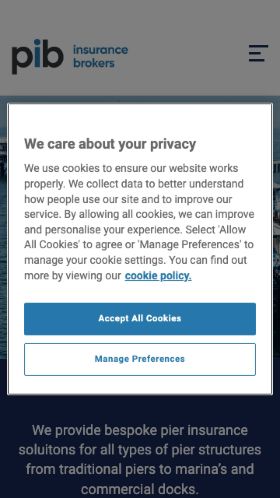 pib insurance
brokers
We care about your privacy
We use cookies to ensure our website works
properly. We collect data to better understand
how people use our site and to improve our
service. By allowing all cookies, we can improve
and personalise your experience. Select 'Allow
All Cookies' to agree or 'Manage Preferences' to
manage your cookie settings. You can find out
more by viewing our cookie policy.
Accept All Cookies
Manage Preferences
We provide bespoke pier insurance
soluitons for all types of pier structures
from traditional piers to marina's and
commercial docks.